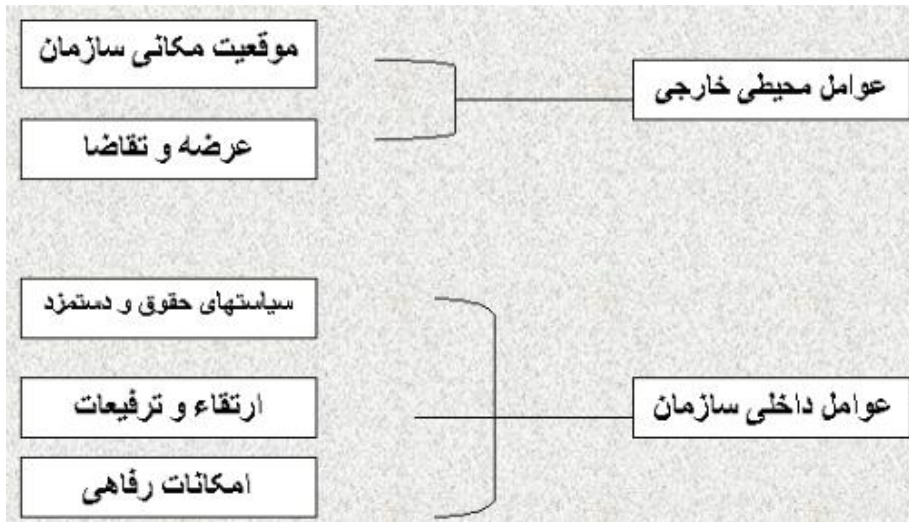 عوامل محیطی خارجی
موقعیت مکانی سازمان
عرضه و تقاضا
عوامل داخلی سازمان
سیاستهای حقوق و دستمزد
ارتقاء و ترفیعات
امکانات رفاهی